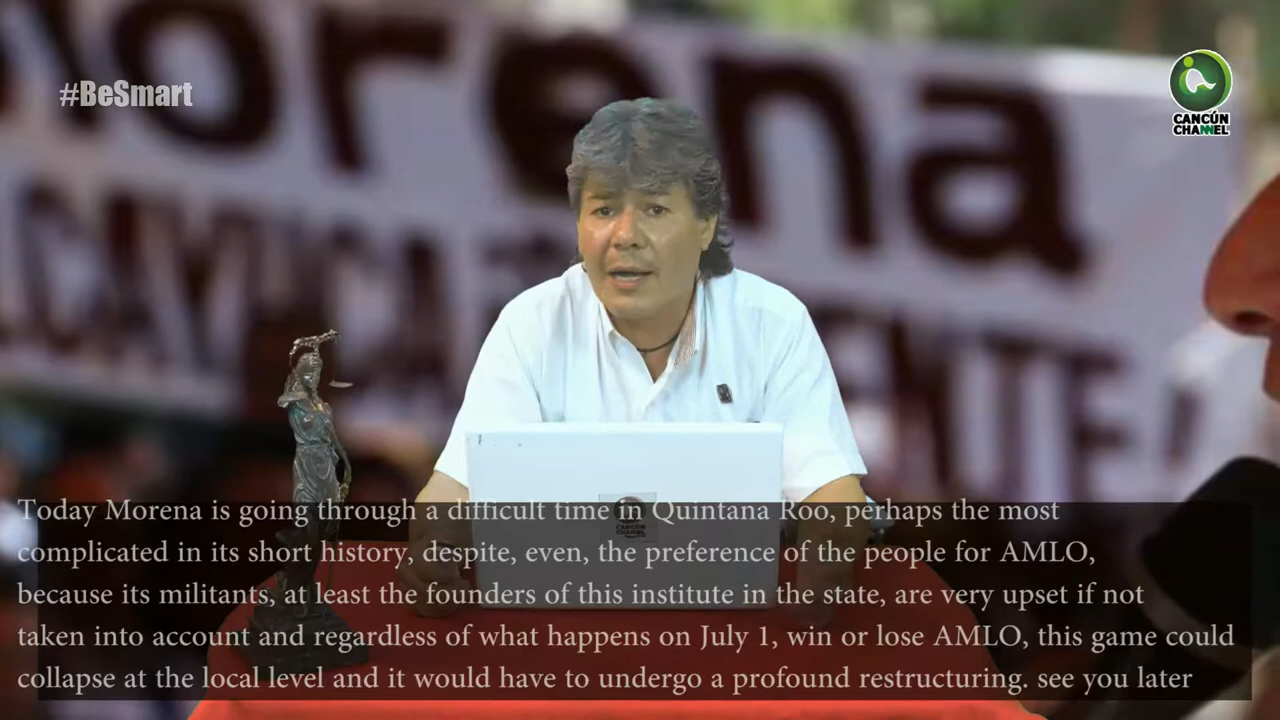 morena
#BeSmart
CANCÚN
CHANNEL
Today Morena is going through a difficult time in Quintana Roo, perhaps the most
complicated in its short history, despite, even, the preference of the people for AMLO,
because its militants, at least the founders of this institute in the state, are very upset if not
taken into account and regardless of what happens on July 1, win or lose AMLO, this game could
collapse at the local level and it would have to undergo a profound restructuring. see you later